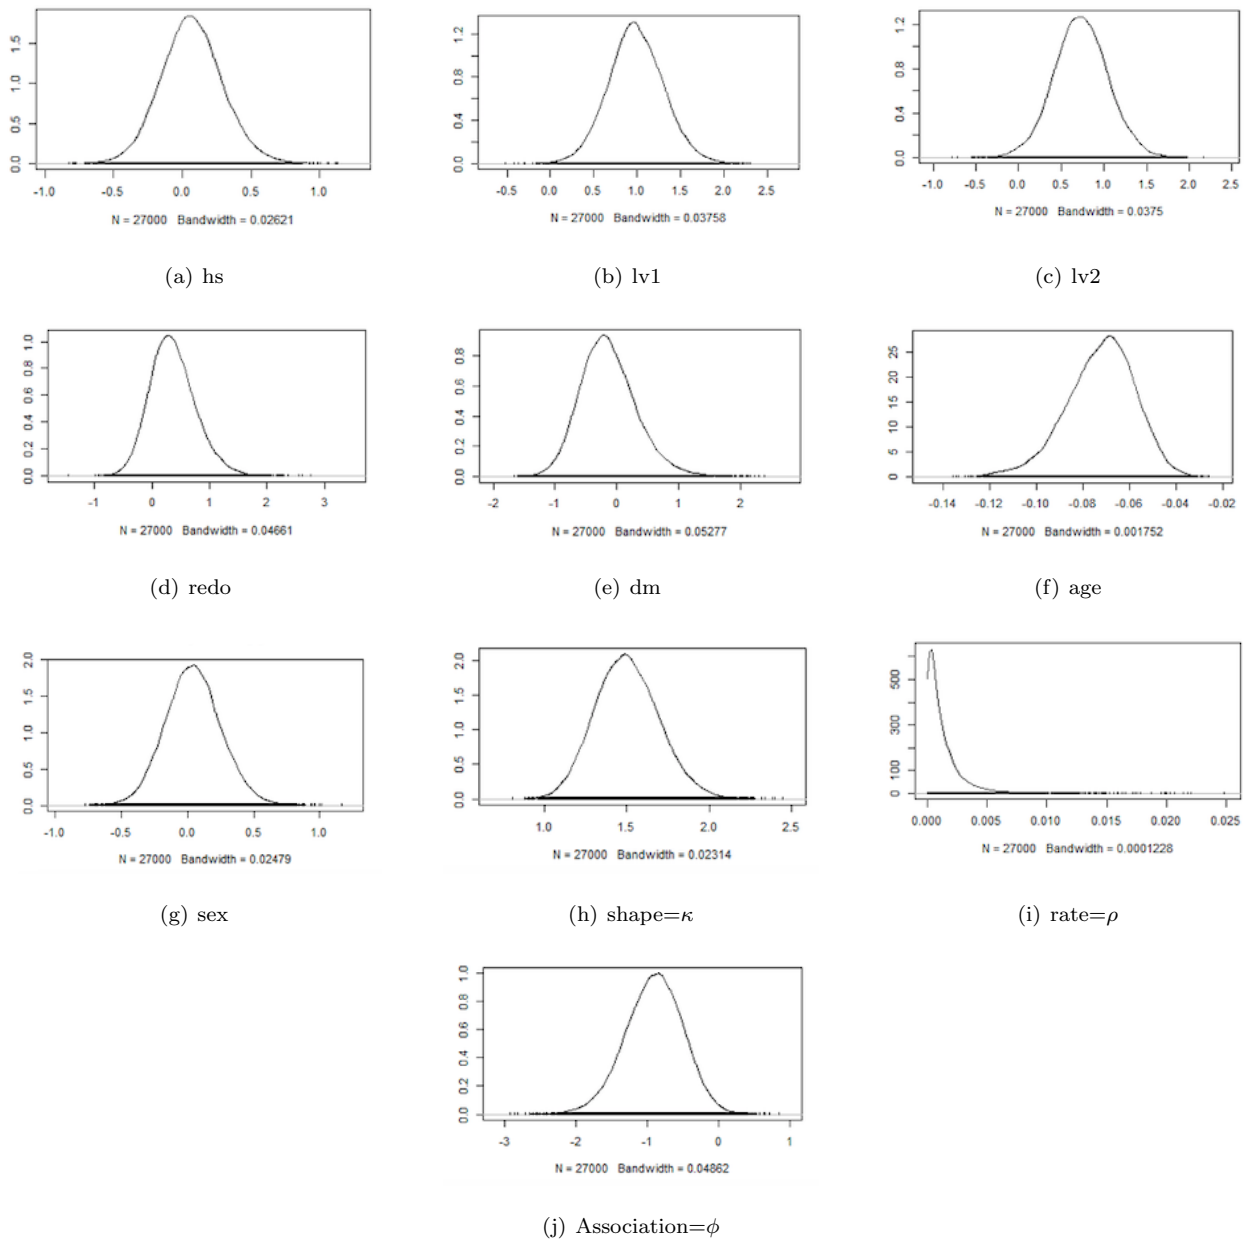 0.0 0.5 1.0 1.5
-1.0 -0.5 0.0 0.5 1.0
N = 27000 Bandwidth = 0.02621
(a) hs
0.0 0.4 0.8 1.2
-0.5 0.0 0.5 1.0 1.5 2.0 2.5
N = 27000 Bandwidth = 0.03758
(b) lv1
0.0 0.4 0.8 1.2
-1.0 -0.5 0.0 0.5 1.0 1.5 2.0 2.5
N = 27000 Bandwidth = 0.0375
(c) lv2
0.0 0.2 0.4 0.6 0.8 1.0
-1 0 1 2 3
N = 27000 Bandwidth = 0.04661
(d) redo
0.0 0.2 0.4 0.6 0.8
-2 -1 0 1 2
N = 27000 Bandwidth = 0.05277
(e) dm
0 5 10 15 20 25
-0.14 -0.12 -0.10 -0.08 -0.06 -0.04 -0.02
N = 27000 Bandwidth = 0.001752
(f) age
0.0 0.5 1.0 1.5 2.0
-1.0 -0.5 0.0 0.5 1.0
N = 27000 Bandwidth = 0.02479
(g) sex
0.0 0.5 1.0 1.5 2.0
1.0 1.5 2.0 2.5
N = 27000 Bandwidth = 0.02314
(h) shape=κ
0 100 300 500
0.000 0.005 0.010 0.015 0.020 0.025
N = 27000 Bandwidth = 0.0001228
(i) rate=ρ
0.0 0.2 0.4 0.6 0.8 1.0
-3 -2 -1 0 1
N = 27000 Bandwidth = 0.04862
(j) Association=ϕ